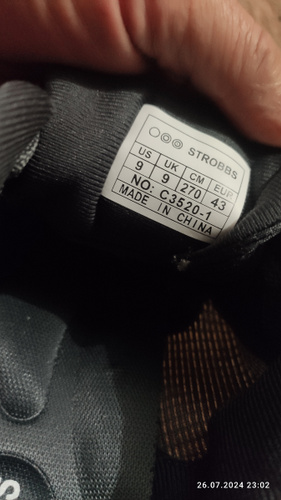 STROBBS
US UK CM EUR
9 9 270 43
NO: C3520-1
MADE IN CHINA
26.07.2024 23:02